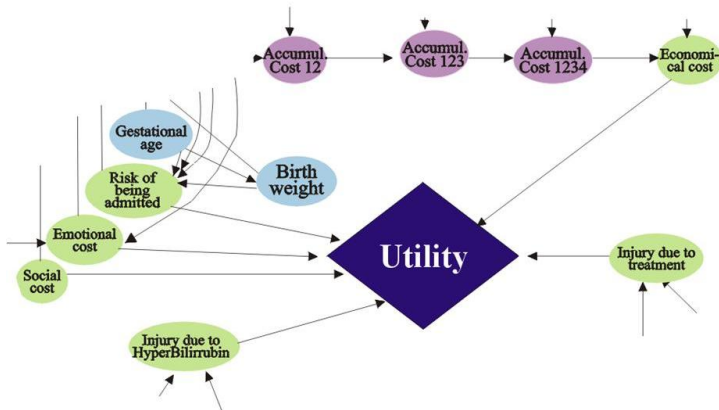 Accumul.
Cost 12
Accumul.
Cost 123
Accumul.
Cost 1234
Economi-
cal cost
Gestational
age
Risk of
being
admitted
Birth
weight
Emotional
cost
Social
cost
Utility
Injury due to
treatment
Injury due to
HyperBilirrubin